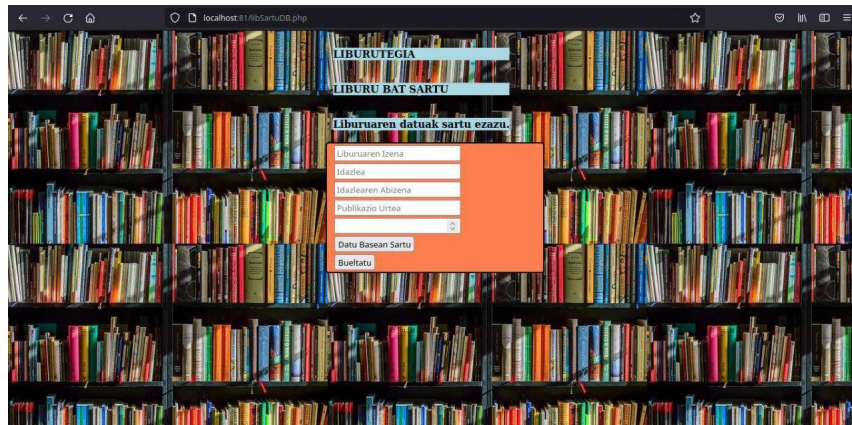 localhost:81/libSartuDB.php
LIBURUTEGIA
LIBURU BAT SARTU
Liburuaren datuak sartu ezazu.
Liburuaren Izena
Idazlea
Idazlearen Abizena
Publikazio Urtea
Datu Basean Sartu
Bueltatu